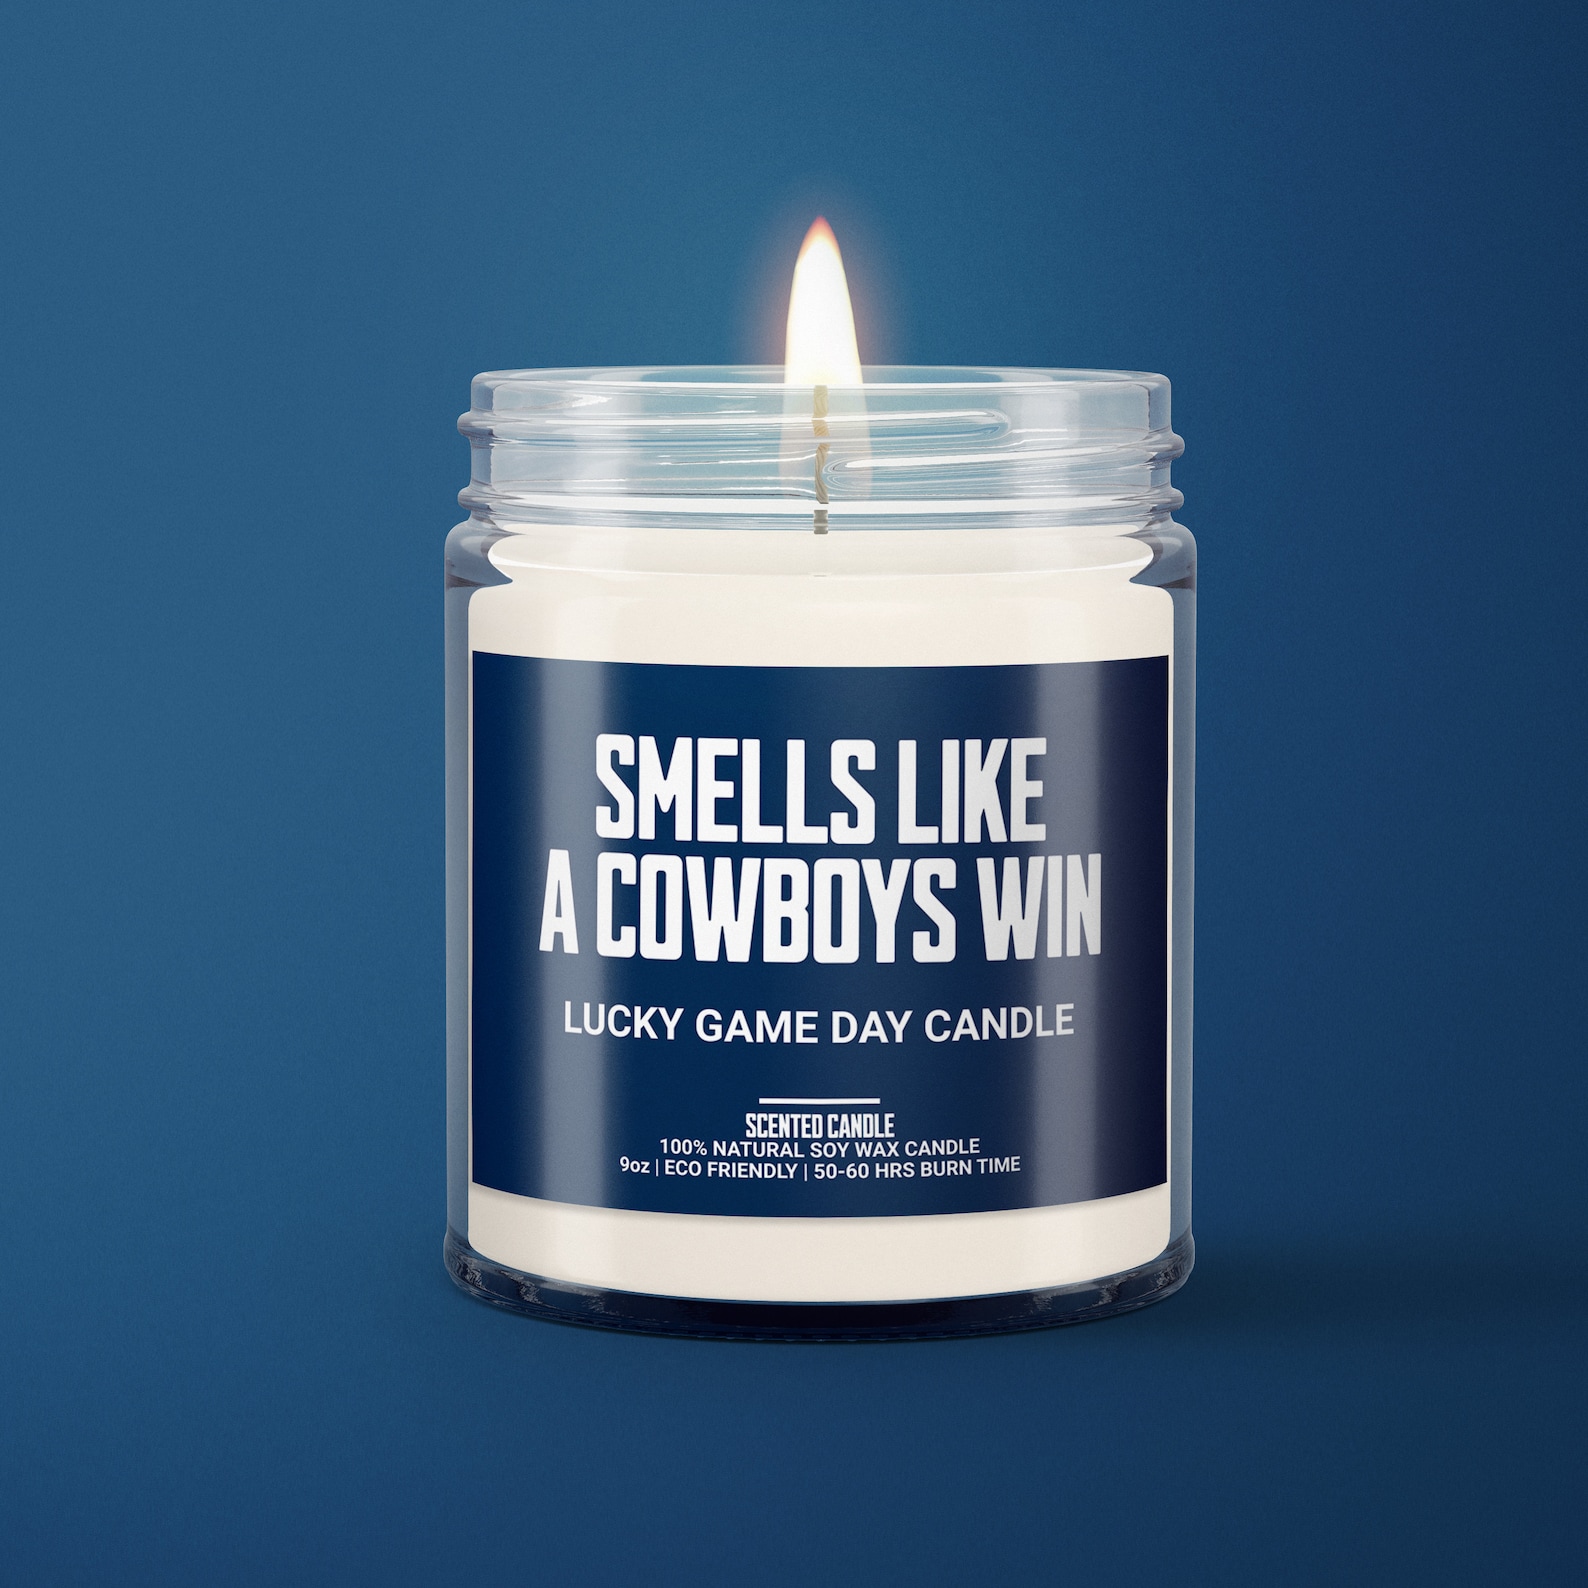 SMELLS LIKE
A COWBOYS WIN
LUCKY GAME DAY CANDLE
SCENTED CANDLE
100% NATURAL SOY WAX CANDLE
9oz | ECO FRIENDLY | 50-60 HRS BURN TIME